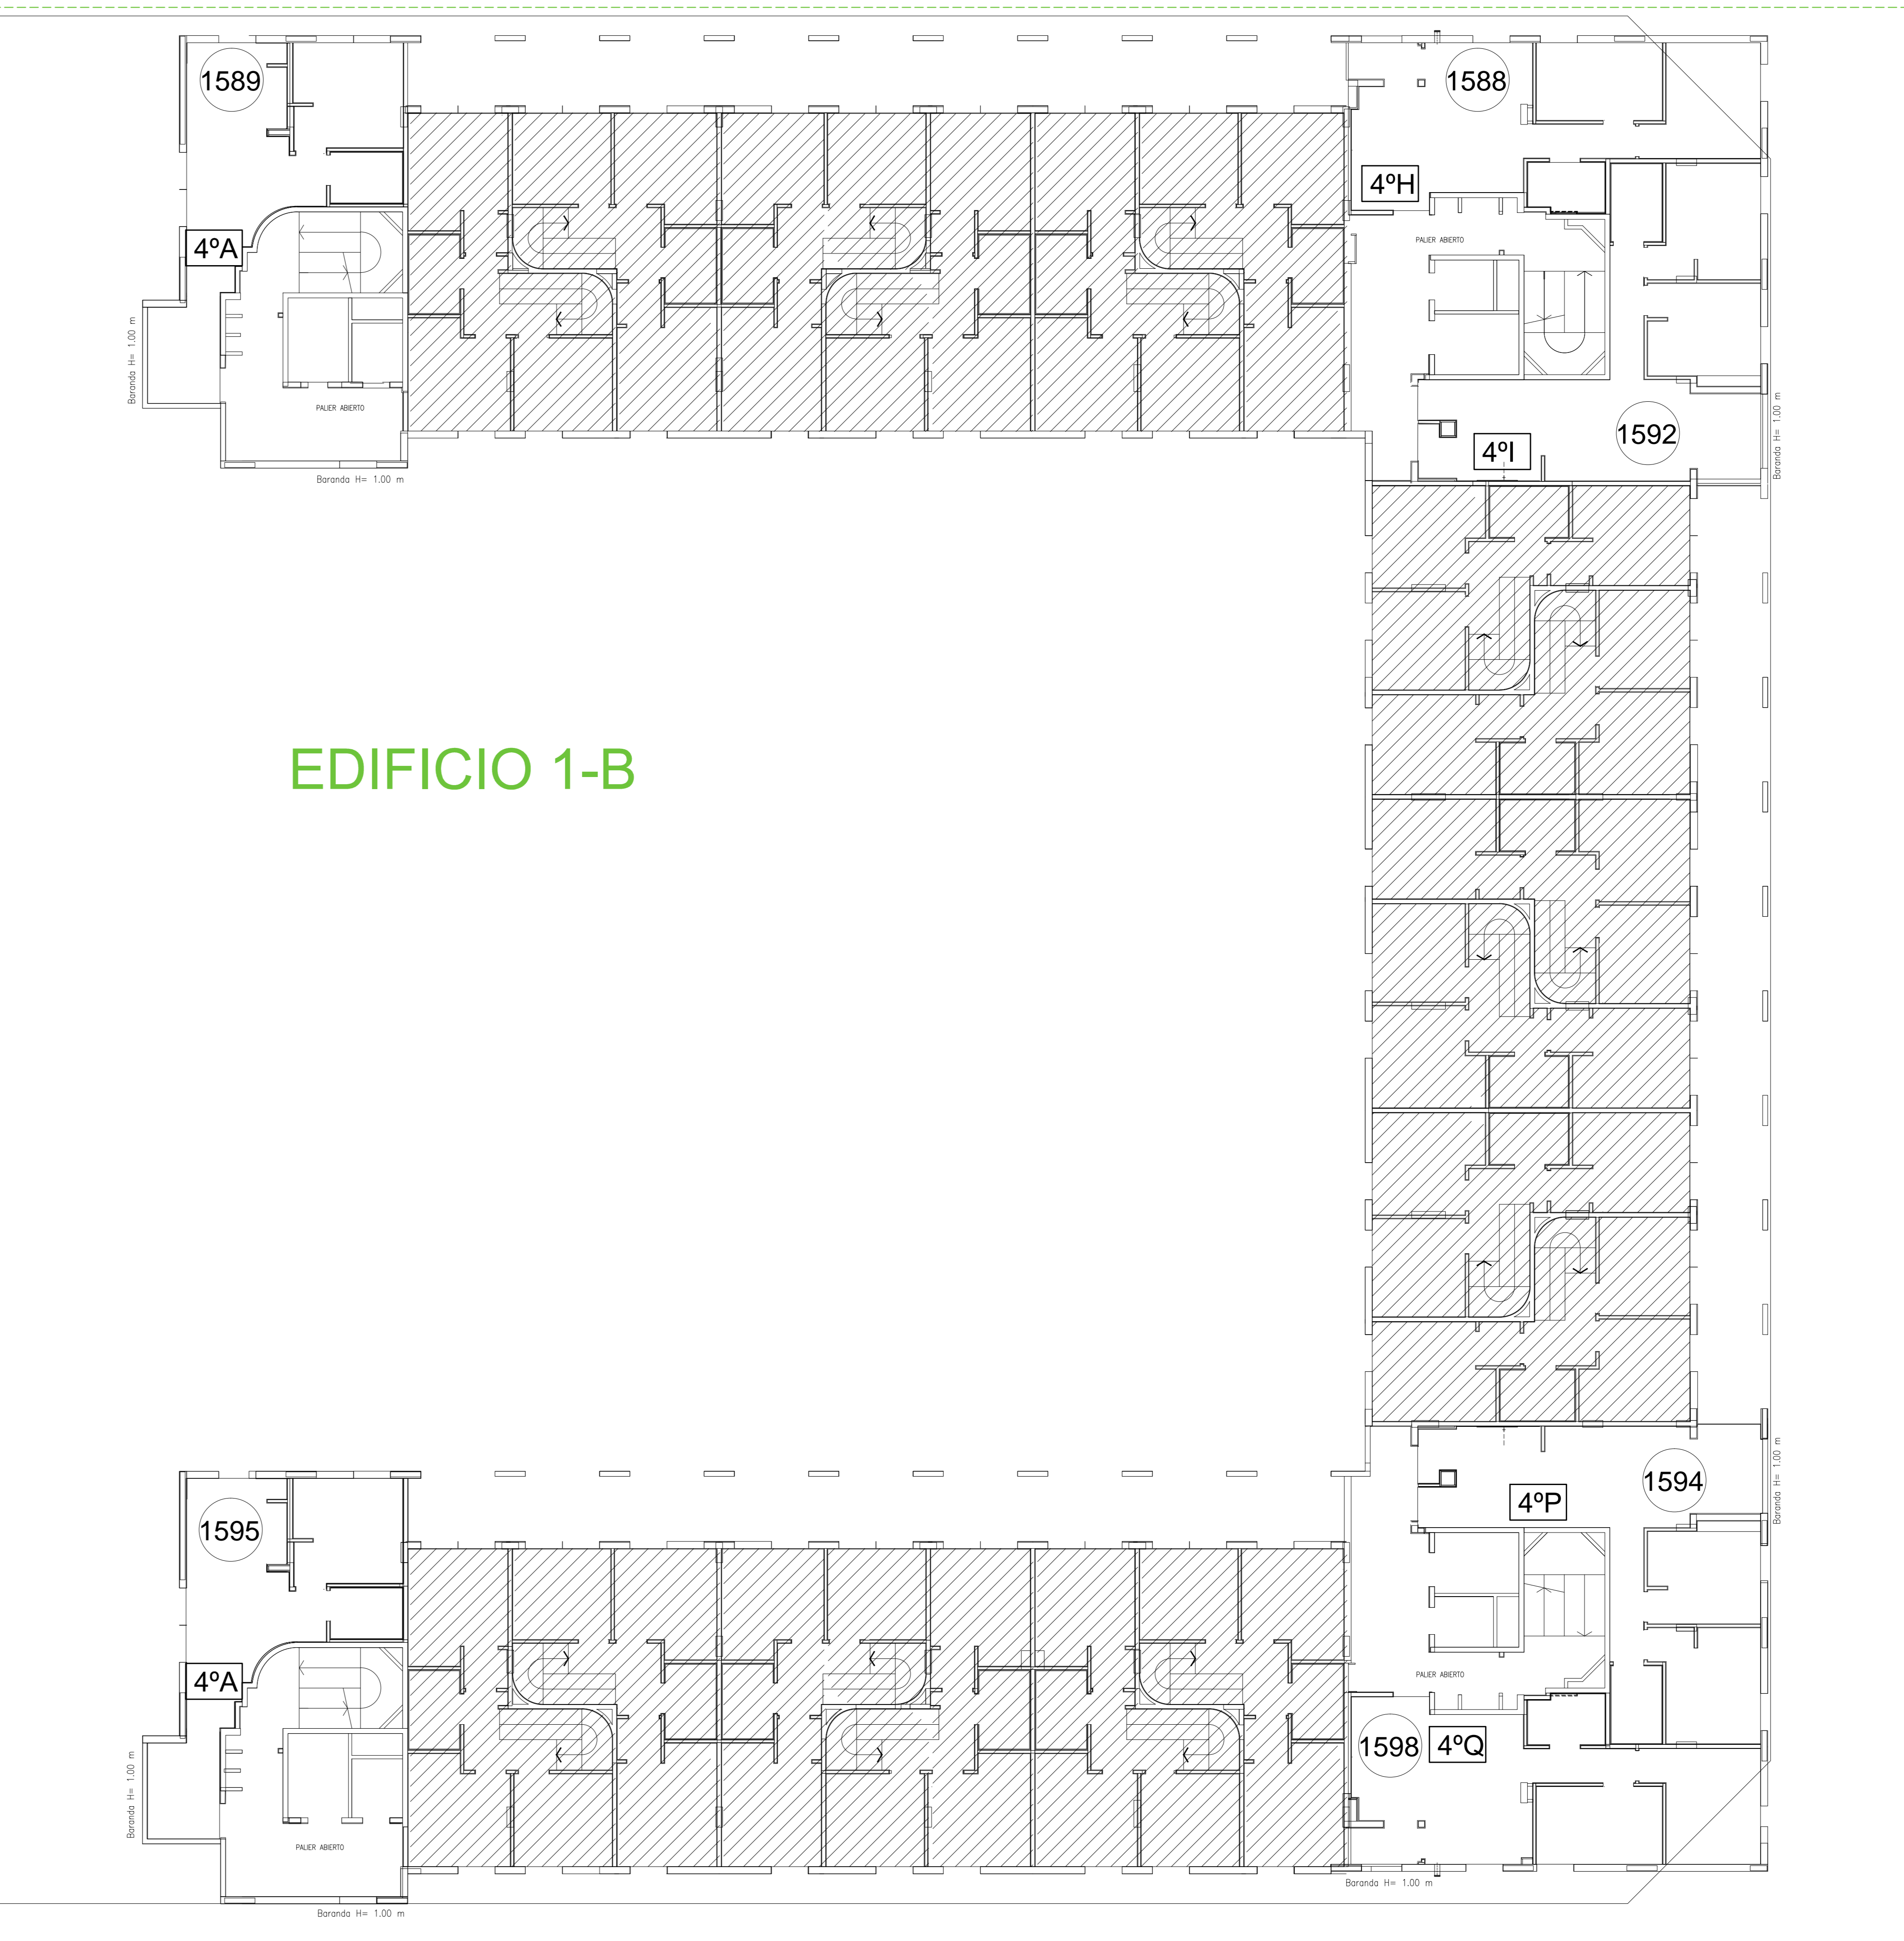 1589
1588
4ºH
4ºA
PALIER ABIERTO
Baranda H= 1.00 m
PALIER ABIERTO
Baranda H= 1.00 m
1592
4ºI
Baranda H= 1.00 m
EDIFICIO 1-B
1594
4ºP
Baranda H= 1.00 m
1595
4ºA
PALIER ABIERTO
1598
4ºQ
Baranda H= 1.00 m
PALIER ABIERTO
Baranda H= 1.00 m
Baranda H= 1.00 m